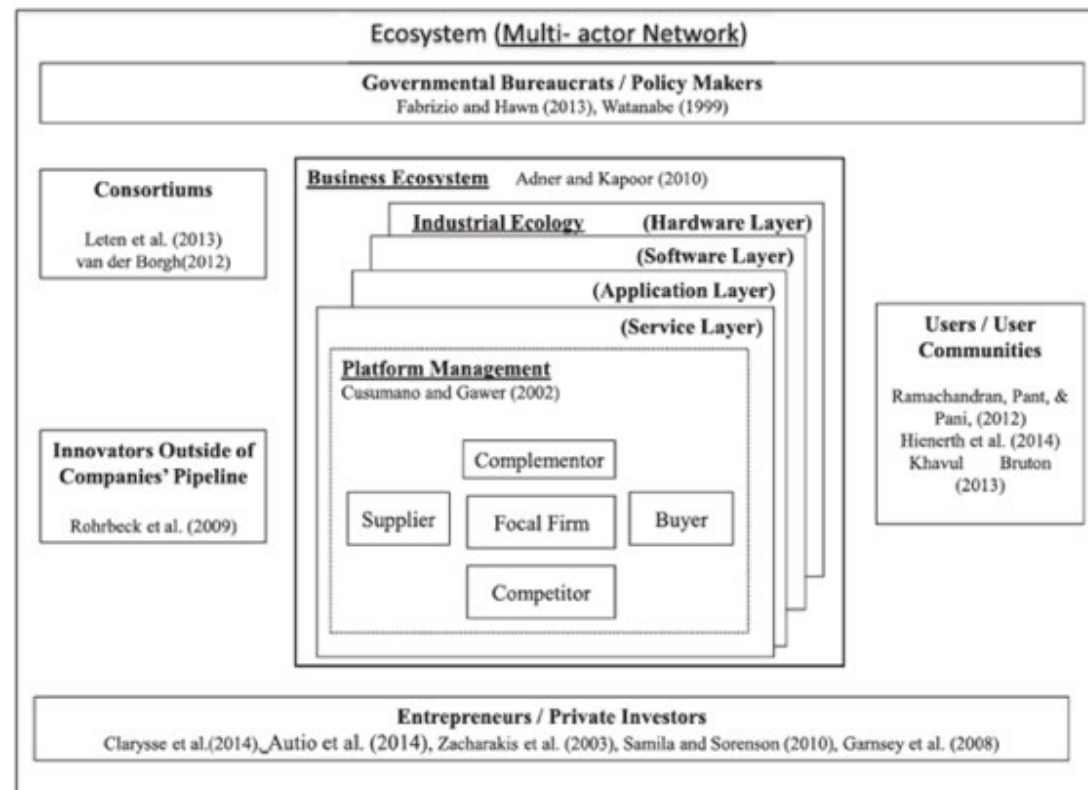 Ecosystem (Multi- actor Network)
Governmental Bureaucrats / Policy Makers
Fabrizio and Hawn (2013), Watanabe (1999)
Consortiums
Leten et al. (2013)
van der Borgh(2012)
Innovators Outside of
Companies' Pipeline
Rohrbeck et al. (2009)
Business Ecosystem Adner and Kapoor (2010)
Industrial Ecology (Hardware Layer)
(Software Layer)
(Application Layer)
(Service Layer)
Platform Management
Cusumano and Gawer (2002)
Complementor
Supplier
Focal Firm
Buyer
Competitor
Users / User
Communities
Ramachandran, Pant, &
Pani, (2012)
Hienerth et al. (2014)
Khavul Bruton
(2013)
Entrepreneurs / Private Investors
Clarysse et al.(2014), Autio et al. (2014), Zacharakis et al. (2003), Samila and Sorenson (2010), Garnsey et al. (2008)